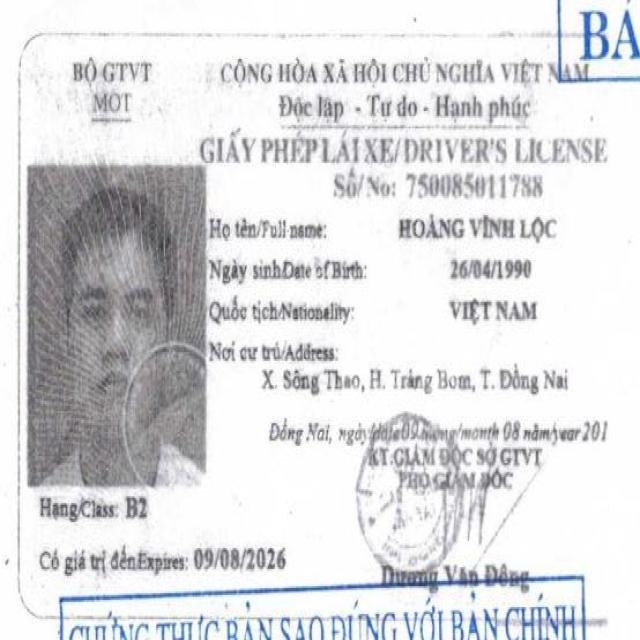 BẢ
BỘ GTVT
MOT
CỘNG HÒA XÃ HỘI CHỦ NGHĨA VIỆT NAM
Độc lập - Tự do - Hạnh phúc
GIẤY PHÉP LÁI XE/DRIVER'S LICENSE
Số/No: 750085011788
Họ tên/Full name: HOÀNG VĨNH LỘC
Ngày sinh/Date of Birth: 26/04/1990
Quốc tịch/Nationality: VIỆT NAM
Nơi cư trú/Address:
X. Sông Thao, H. Trảng Bom, T. Đồng Nai
Đồng Nai, ngày/date 09 tháng/month 08 năm/year 201
KT.GIÁM ĐỐC SỞ GTVT
PHÓ GIÁM ĐỐC
Hạng/Class: B2
Có giá trị đến/Expires: 09/08/2026
Dương Văn Đông
CHỨNG THỰC BẢN SAO ĐÚNG VỚI BẢN CHÍNH